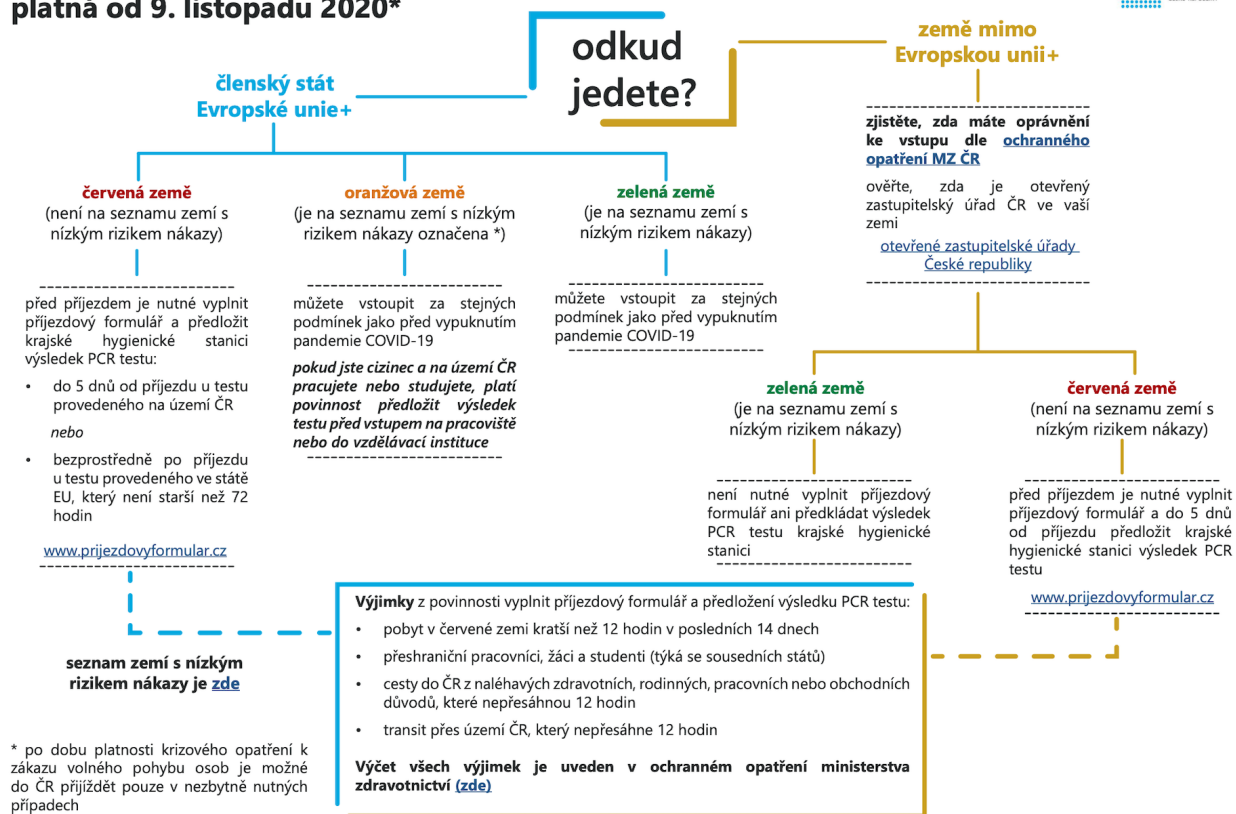 platná od 9. listopadu 2020*
odkud
jedete?
členský stát
Evropské unie+
červená země
(není na seznamu zemí s
nízkým rizikem nákazy)
před příjezdem je nutné vyplnit
příjezdový formulář a předložit
krajské hygienické stanici
výsledek PCR testu:
• do 5 dnů od příjezdu u testu
provedeného na území ČR
nebo
• bezprostředně po příjezdu
u testu provedeného ve státě
EU, který není starší než 72
hodin
www.prijezdovyformular.cz
oranžová země
(je na seznamu zemí s nízkým
rizikem nákazy označena *)
můžete vstoupit za stejných
podmínek jako před vypuknutím
pandemie COVID-19
pokud jste cizinec a na území ČR
pracujete nebo studujete, platí
povinnost předložit výsledek
testu před vstupem na pracoviště
nebo do vzdělávací instituce
zelená země
(je na seznamu zemí s
nízkým rizikem nákazy)
můžete vstoupit za stejných
podmínek jako před vypuknutím
pandemie COVID-19
země mimo
Evropskou unii+
zjistěte, zda máte oprávnění
ke vstupu dle ochranného
opatření MZ ČR
ověřte, zda je otevřený
zastupitelský úřad ČR ve vaší
zemi
otevřené zastupitelské úřady
České republiky
zelená země
(je na seznamu zemí s
nízkým rizikem nákazy)
není nutné vyplnit příjezdový
formulář ani předkládat výsledek
PCR testu krajské hygienické
stanici
červená země
(není na seznamu zemí s
nízkým rizikem nákazy)
před příjezdem je nutné vyplnit
příjezdový formulář a do 5 dnů
od příjezdu předložit krajské
hygienické stanici výsledek PCR
testu
www.prijezdovyformular.cz
Výjimky z povinnosti vyplnit příjezdový formulář a předložení výsledku PCR testu:
• pobyt v červené zemi kratší než 12 hodin v posledních 14 dnech
• přeshraniční pracovníci, žáci a studenti (týká se sousedních států)
• cesty do ČR z naléhavých zdravotních, rodinných, pracovních nebo obchodních
důvodů, které nepřesáhnou 12 hodin
• transit přes území ČR, který nepřesáhne 12 hodin
Výčet všech výjimek je uveden v ochranném opatření ministerstva
zdravotnictví (zde)
seznam zemí s nízkým
rizikem nákazy je zde
* po dobu platnosti krizového opatření k
zákazu volného pohybu osob je možné
do ČR přijíždět pouze v nezbytně nutných
případech